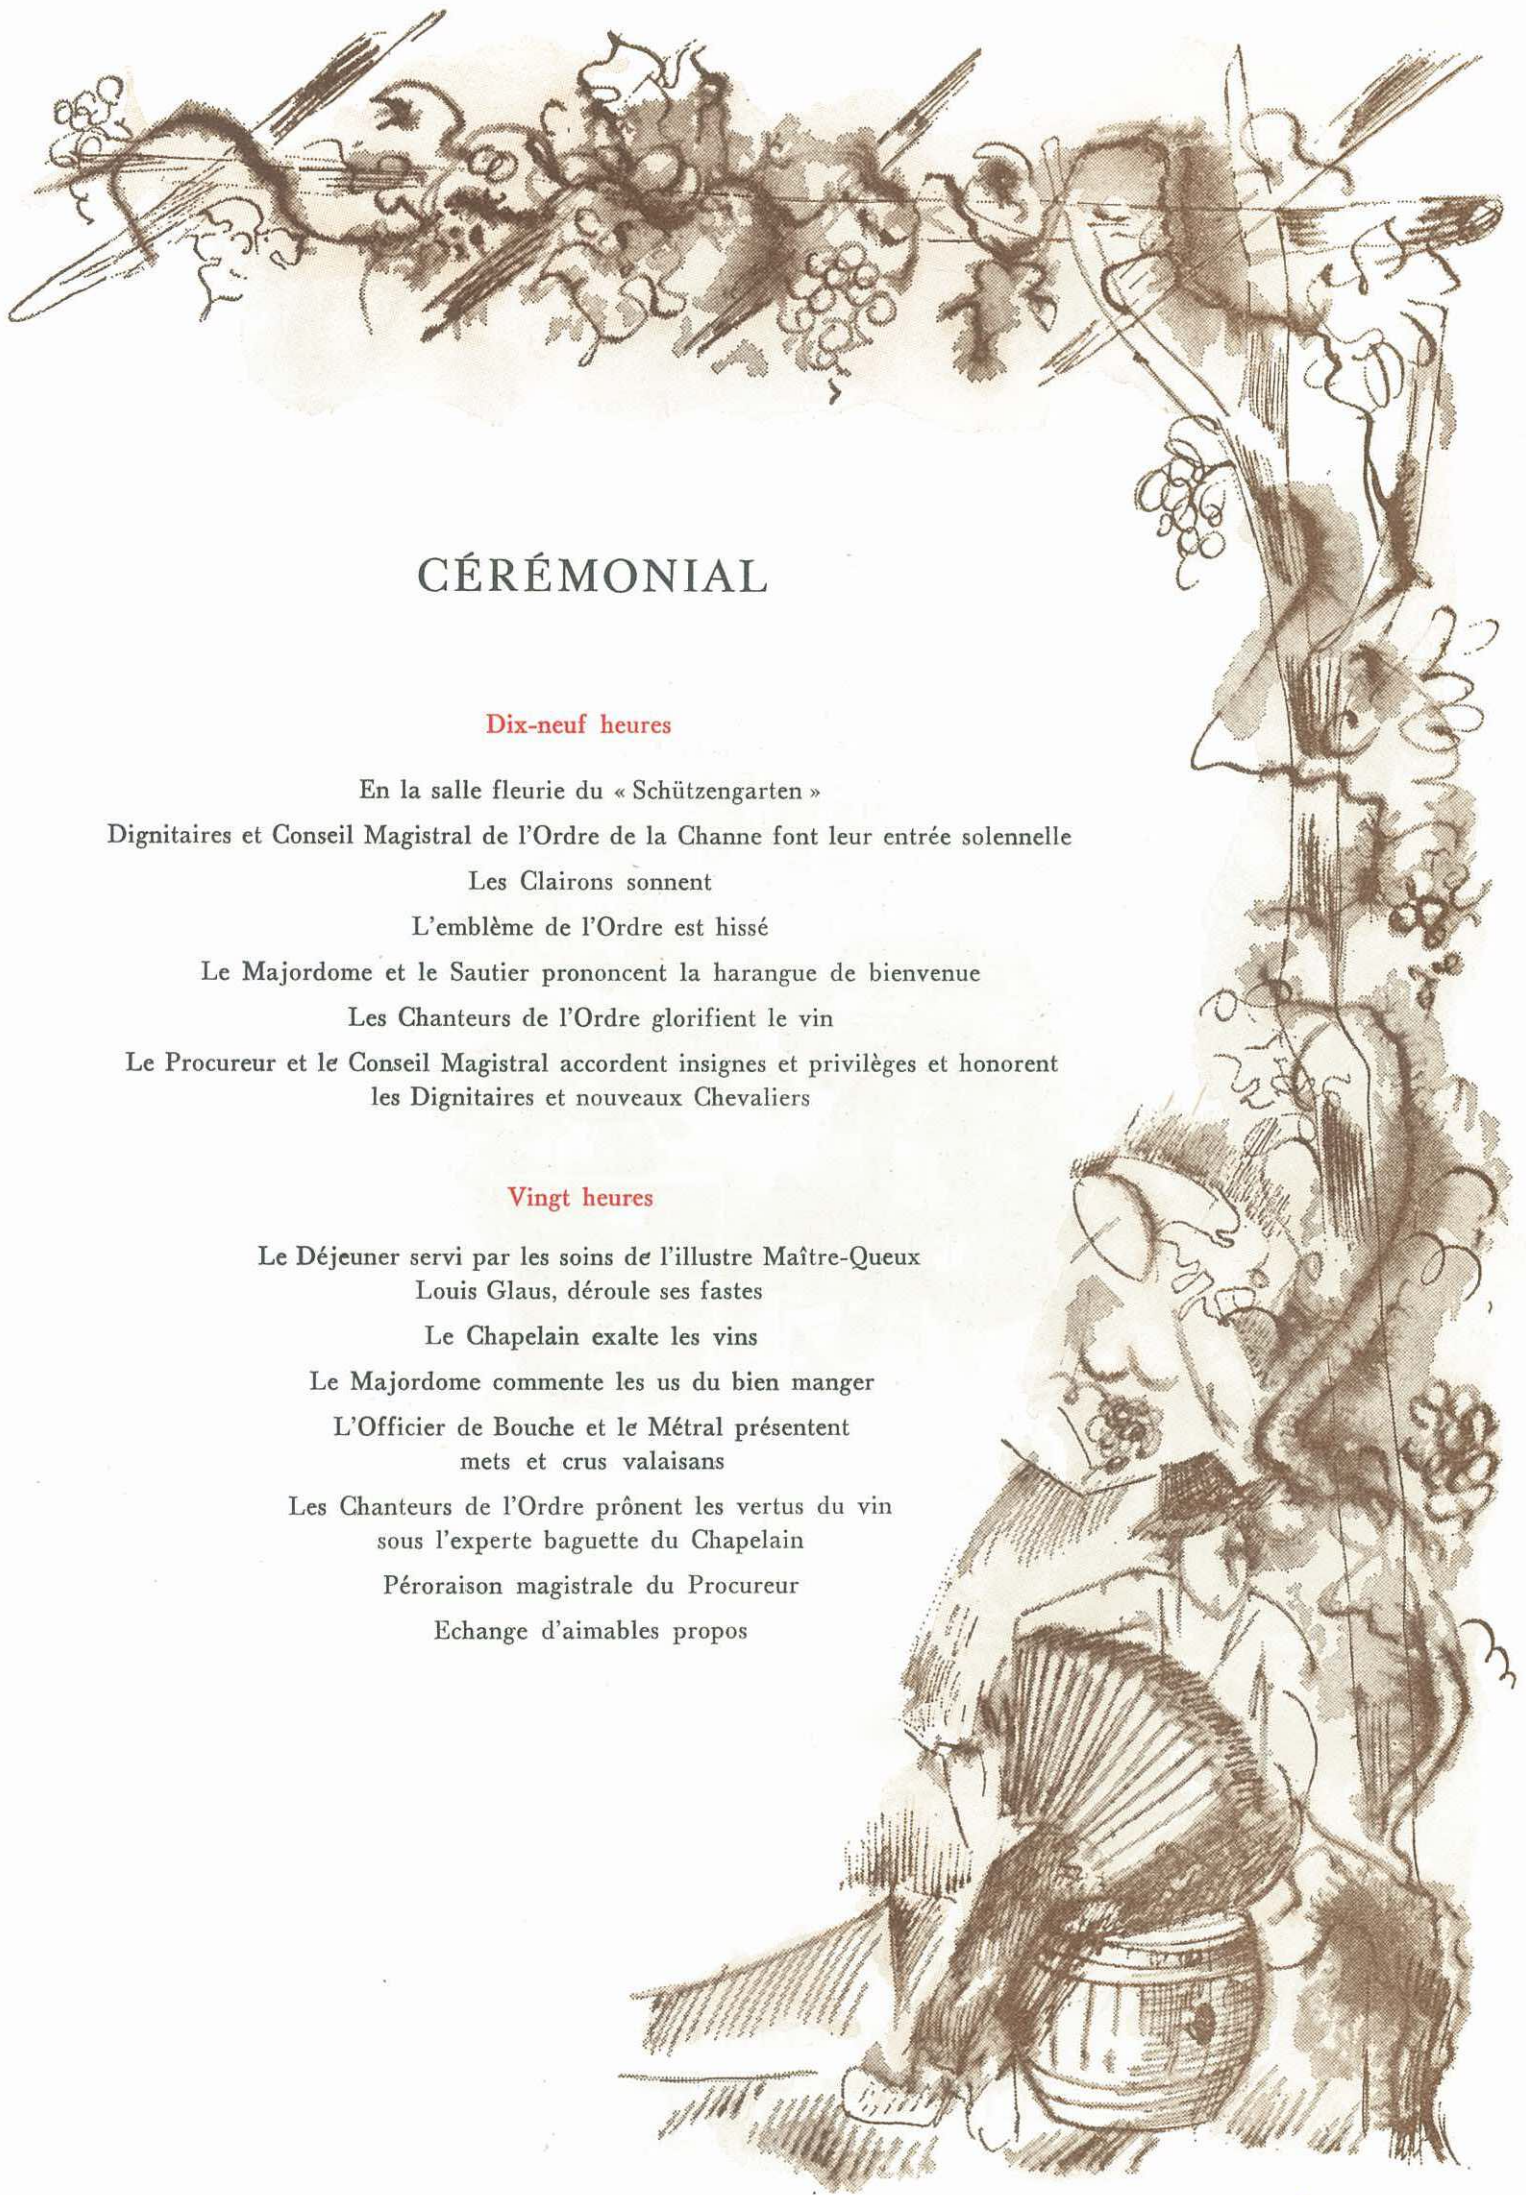 CÉRÉMONIAL
Dix-neuf heures
En la salle fleurie du « Schützengarten »
Dignitaires et Conseil Magistral de l'Ordre de la Channe font leur entrée solennelle
Les Clairons sonnent
L'emblème de l'Ordre est hissé
Le Majordome et le Sautier prononcent la harangue de bienvenue
Les Chanteurs de l'Ordre glorifient le vin
Le Procureur et le Conseil Magistral accordent insignes et privilèges et honorent
les Dignitaires et nouveaux Chevaliers
Vingt heures
Le Déjeuner servi par les soins de l'illustre Maître-Queux
Louis Glaus, déroule ses fastes
Le Chapelain exalte les vins
Le Majordome commente les us du bien manger
L'Officier de Bouche et le Métral présentent
mets et crus valaisans
Les Chanteurs de l'Ordre prônent les vertus du vin
sous l'experte baguette du Chapelain
Péroraison magistrale du Procureur
Echange d'aimables propos